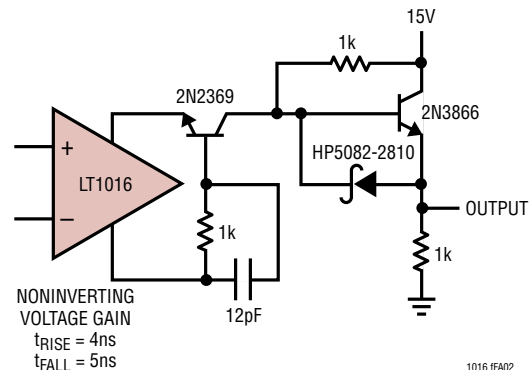 15V
1k
2N2369
2N3866
HP5082-2810
+
LT1016
–
OUTPUT
1k
1k
12pF
NONINVERTING
VOLTAGE GAIN
tRISE = 4ns
tFALL = 5ns
1016 fFA02